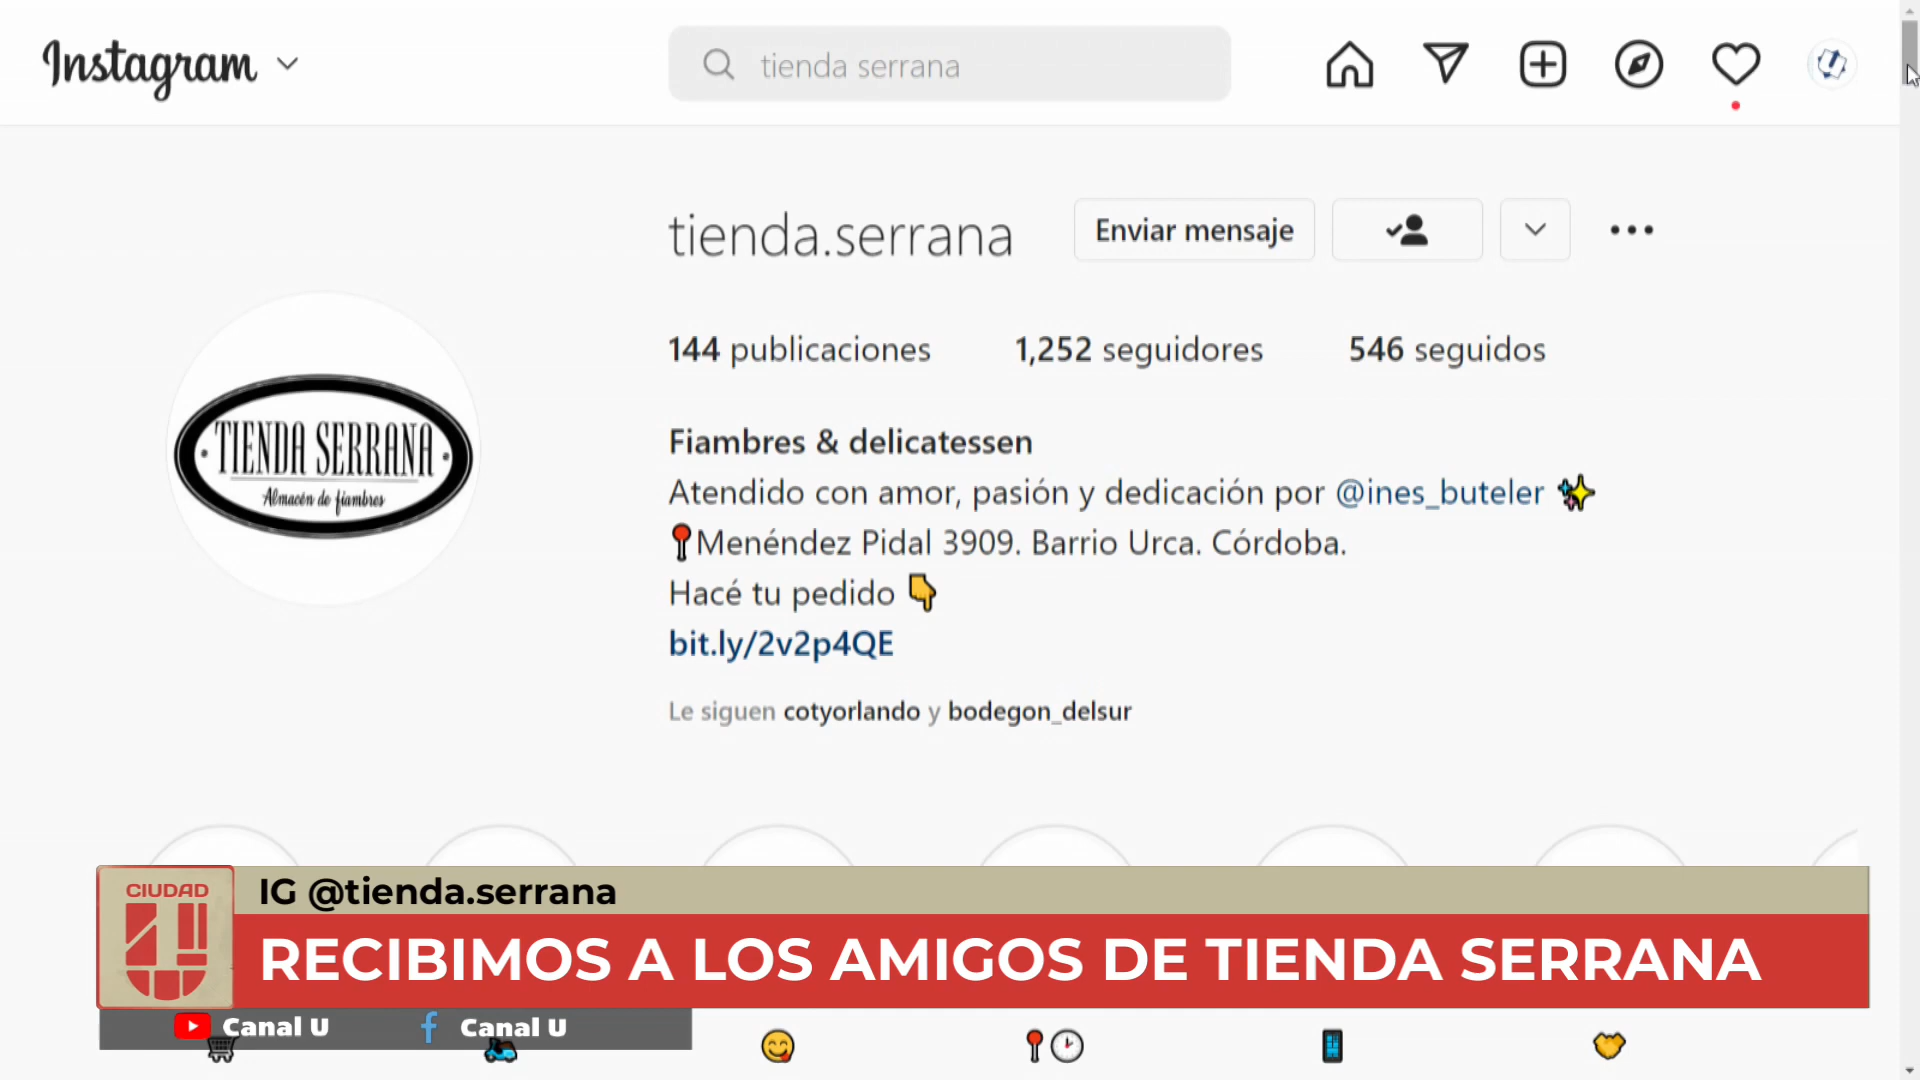 Instagram
tienda serrana
tienda.serrana
Enviar mensaje
144 publicaciones
1,252 seguidores
546 seguidos
TIENDA SERRANA
Almacén de fiambres
Fiambres & delicatessen
Atendido con amor, pasión y dedicación por @ines_buteler ✨
📍Menéndez Pidal 3909. Barrio Urca. Córdoba.
Hacé tu pedido 👇
bit.ly/2v2p4QE
Le siguen cotyorlando y bodegon_delsur
CIUDAD
U
IG @tienda.serrana
RECIBIMOS A LOS AMIGOS DE TIENDA SERRANA
Canal U
Canal U